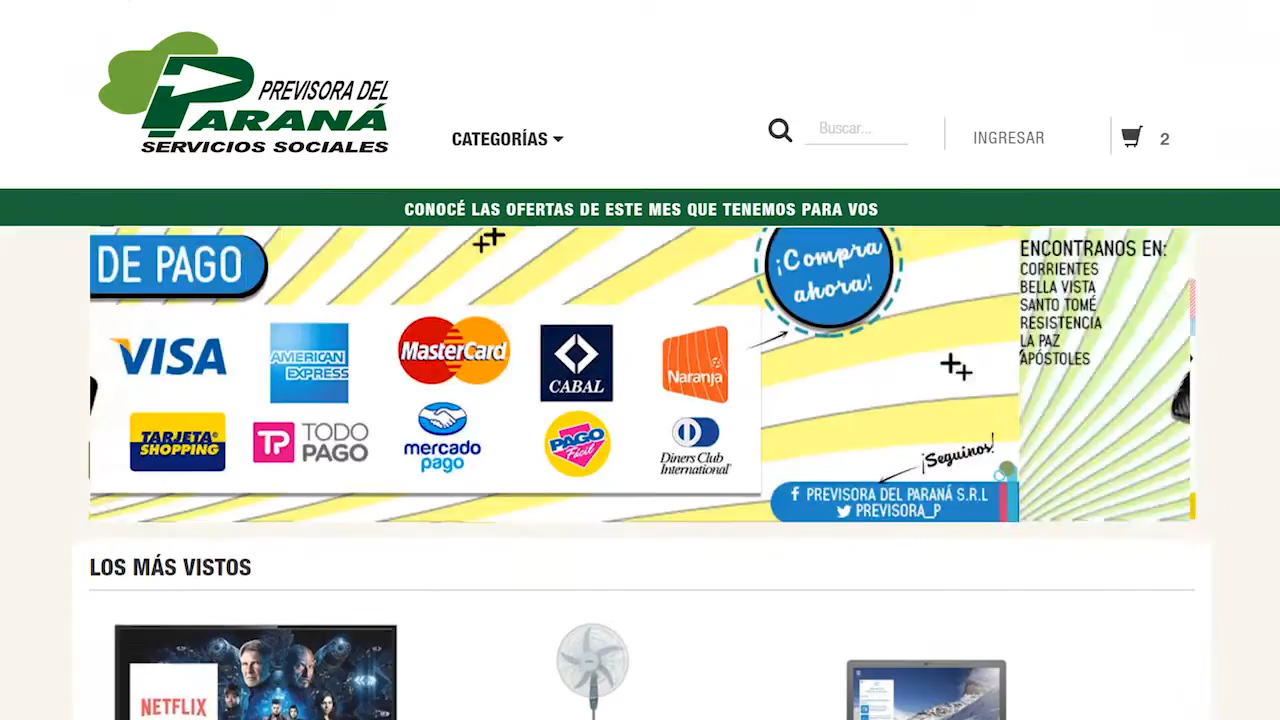 PREVISORA DEL
PARANÁ
SERVICIOS SOCIALES
CATEGORÍAS
Buscar...
INGRESAR
2
CONOCÉ LAS OFERTAS DE ESTE MES QUE TENEMOS PARA VOS
DE PAGO
¡Compra
ahora!
ENCONTRANOS EN:
CORRIENTES
BELLA VISTA
SANTO TOMÉ
RESISTENCIA
LA PAZ
APÓSTOLES
VISA
AMERICAN
EXPRESS
MasterCard
CABAL
Naranja
TARJETA
SHOPPING
TP TODO
PAGO
mercado
pago
PAGO
Fácil
Diners Club
International
¡Seguinos!
PREVISORA DEL PARANÁ S.R.L
PREVISORA_P
LOS MÁS VISTOS
NETFLIX